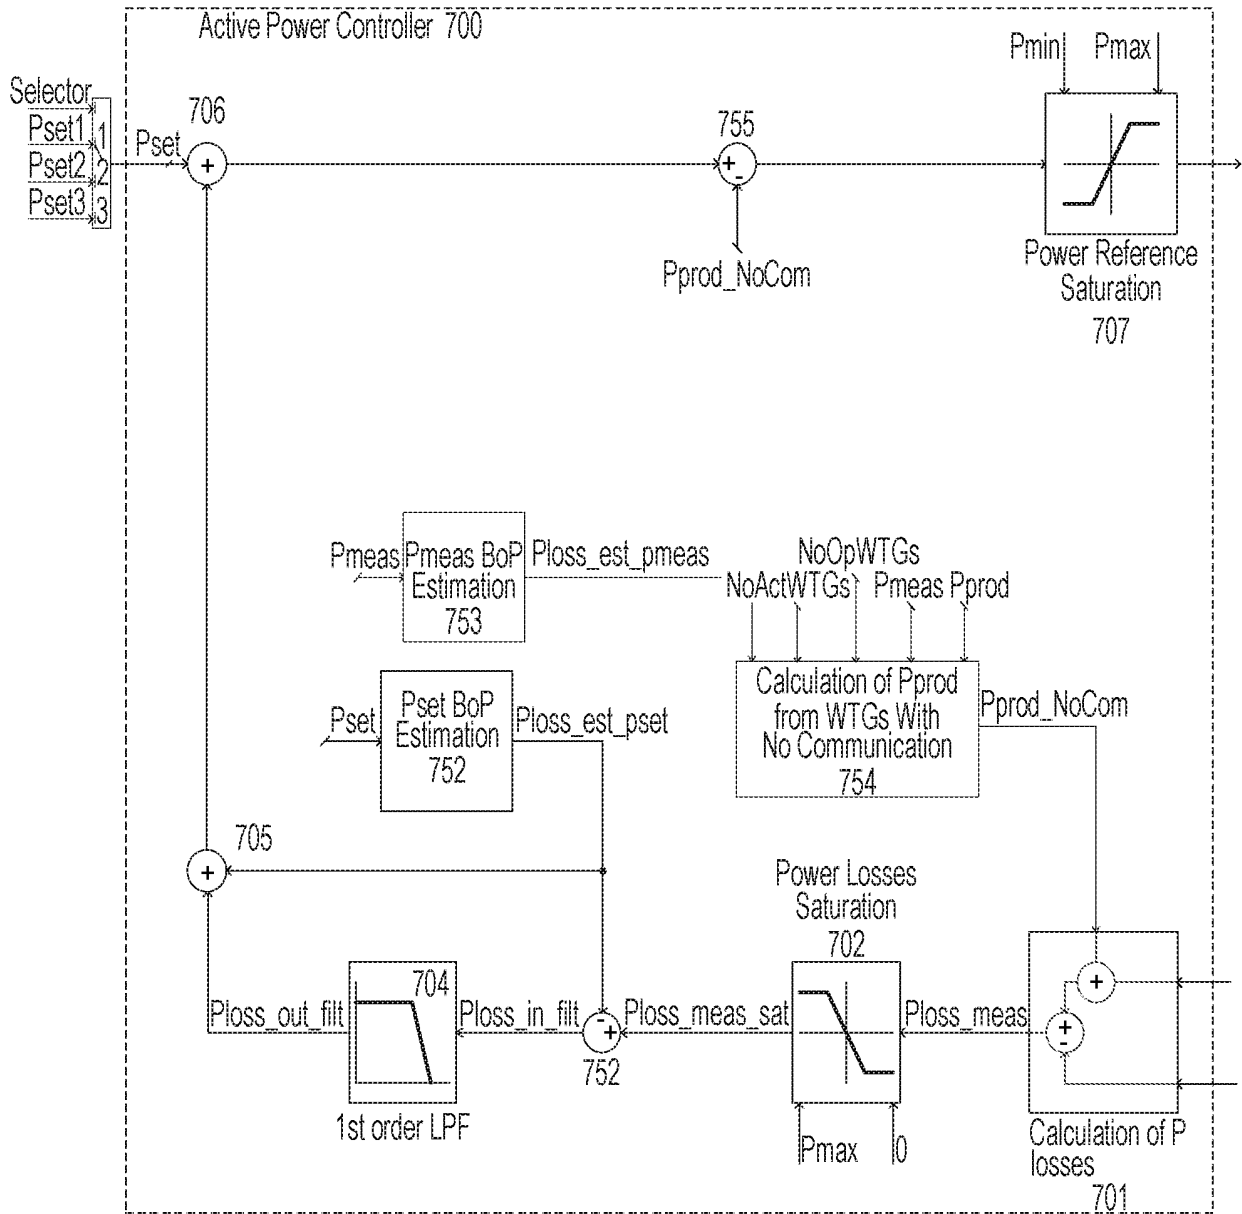 Active Power Controller 700
Pmin Pmax
Selector
Pset1
1
Pset2
2
Pset3
3
Pset
706
+
755
+
-
Pprod_NoCom
Power Reference
Saturation
707
Pmeas
Pmeas BoP
Estimation
753
Ploss_est_pmeas
NoOpWTGs
NoActWTGs
Pmeas Pprod
Pset
Pset BoP
Estimation
752
Ploss_est_pset
Calculation of Pprod
from WTGs With
No Communication
754
Pprod_NoCom
705
+
Power Losses
Saturation
702
Ploss_out_filt
704
1st order LPF
Ploss_in_filt
-
+
752
Ploss_meas_sat
Pmax
0
Ploss_meas
+
+
-
Calculation of P
losses
701